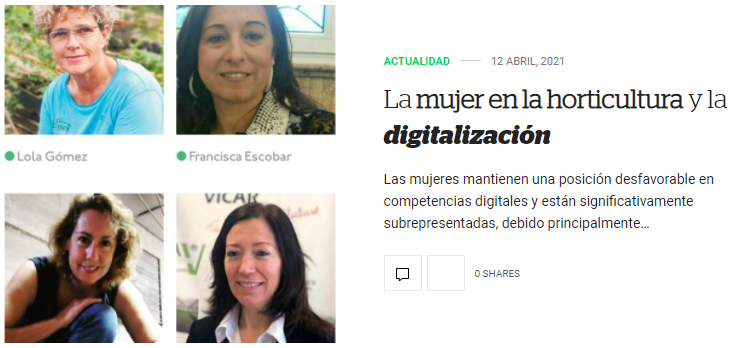 Lola Gómez
Francisca Escobar
VICAR
ACTUALIDAD
12 ABRIL, 2021
La mujer en la horticultura y la
digitalización
Las mujeres mantienen una posición desfavorable en
competencias digitales y están significativamente
subrepresentadas, debido principalmente…
0 SHARES